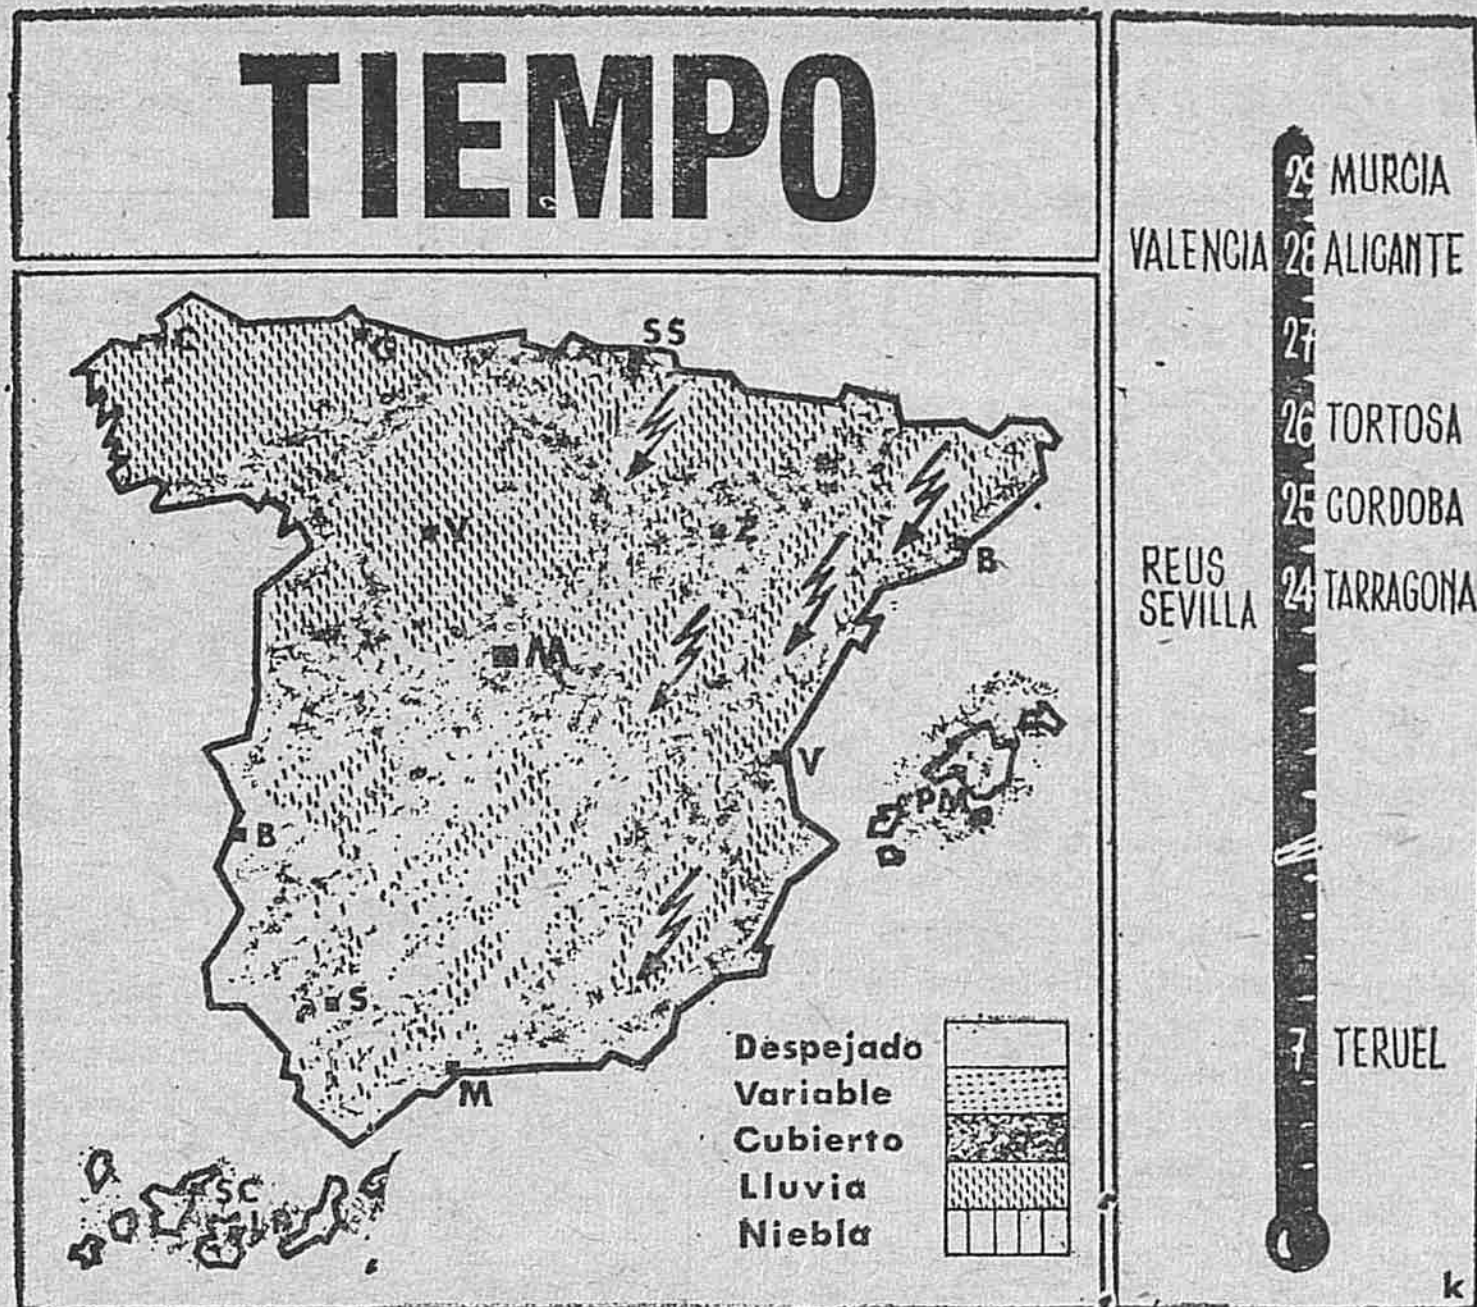 TIEMPO
C
G
SS
V
Z
B
M
V
PM
B
S
M
SC
Despejado
Variable
Cubierto
Lluvia
Niebla
29 MURCIA
VALENCIA 28 ALICANTE
27
26 TORTOSA
25 CORDOBA
REUS
SEVILLA 24 TARRAGONA
7 TERUEL
k